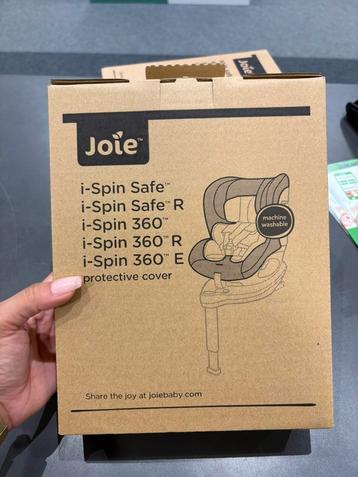 Joie™
i-Spin Safe™
i-Spin Safe™ R
i-Spin 360™
i-Spin 360™ R
i-Spin 360™ E
protective cover
machine
washable
Share the joy at joiebaby.com